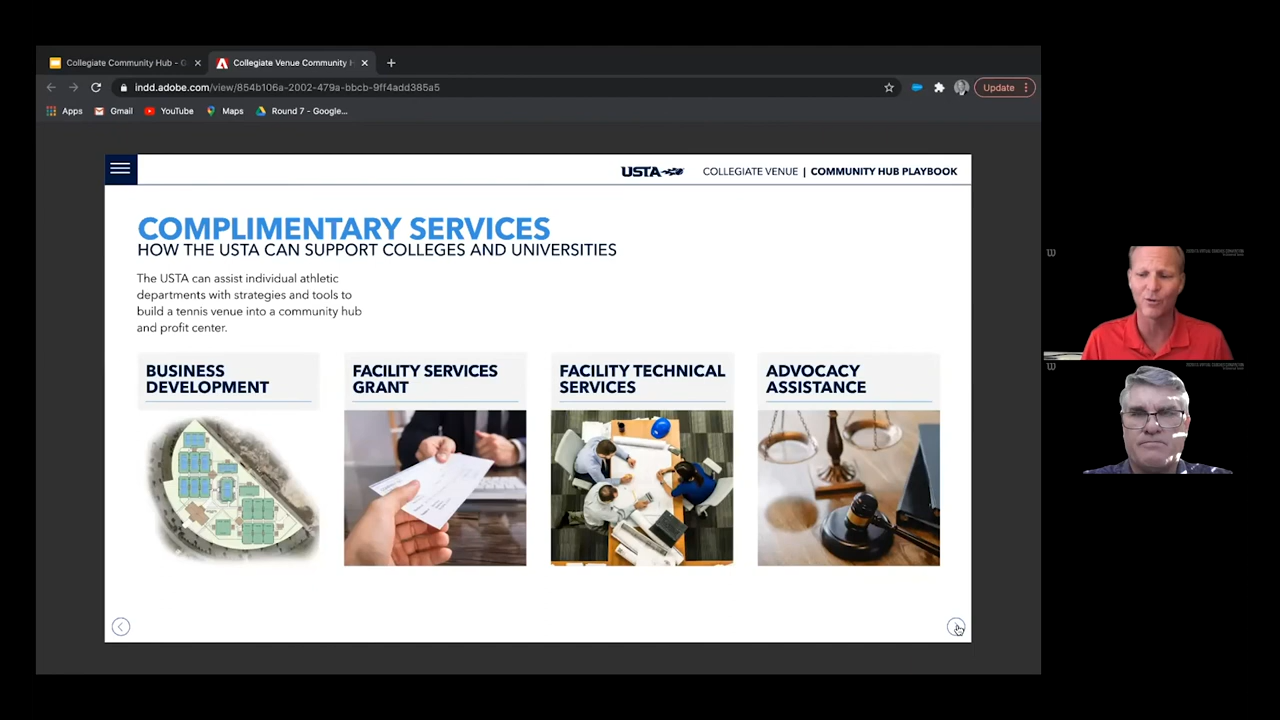 Collegiate Community Hub - G
Collegiate Venue Community H
indd.adobe.com/view/854b106a-2002-479a-bbcb-9ff4add385a5
Update
Apps
Gmail
YouTube
Maps
Round 7 - Google...
USTA
COLLEGIATE VENUE | COMMUNITY HUB PLAYBOOK
COMPLIMENTARY SERVICES
HOW THE USTA CAN SUPPORT COLLEGES AND UNIVERSITIES
The USTA can assist individual athletic
departments with strategies and tools to
build a tennis venue into a community hub
and profit center.
BUSINESS
DEVELOPMENT
FACILITY SERVICES
GRANT
FACILITY TECHNICAL
SERVICES
ADVOCACY
ASSISTANCE